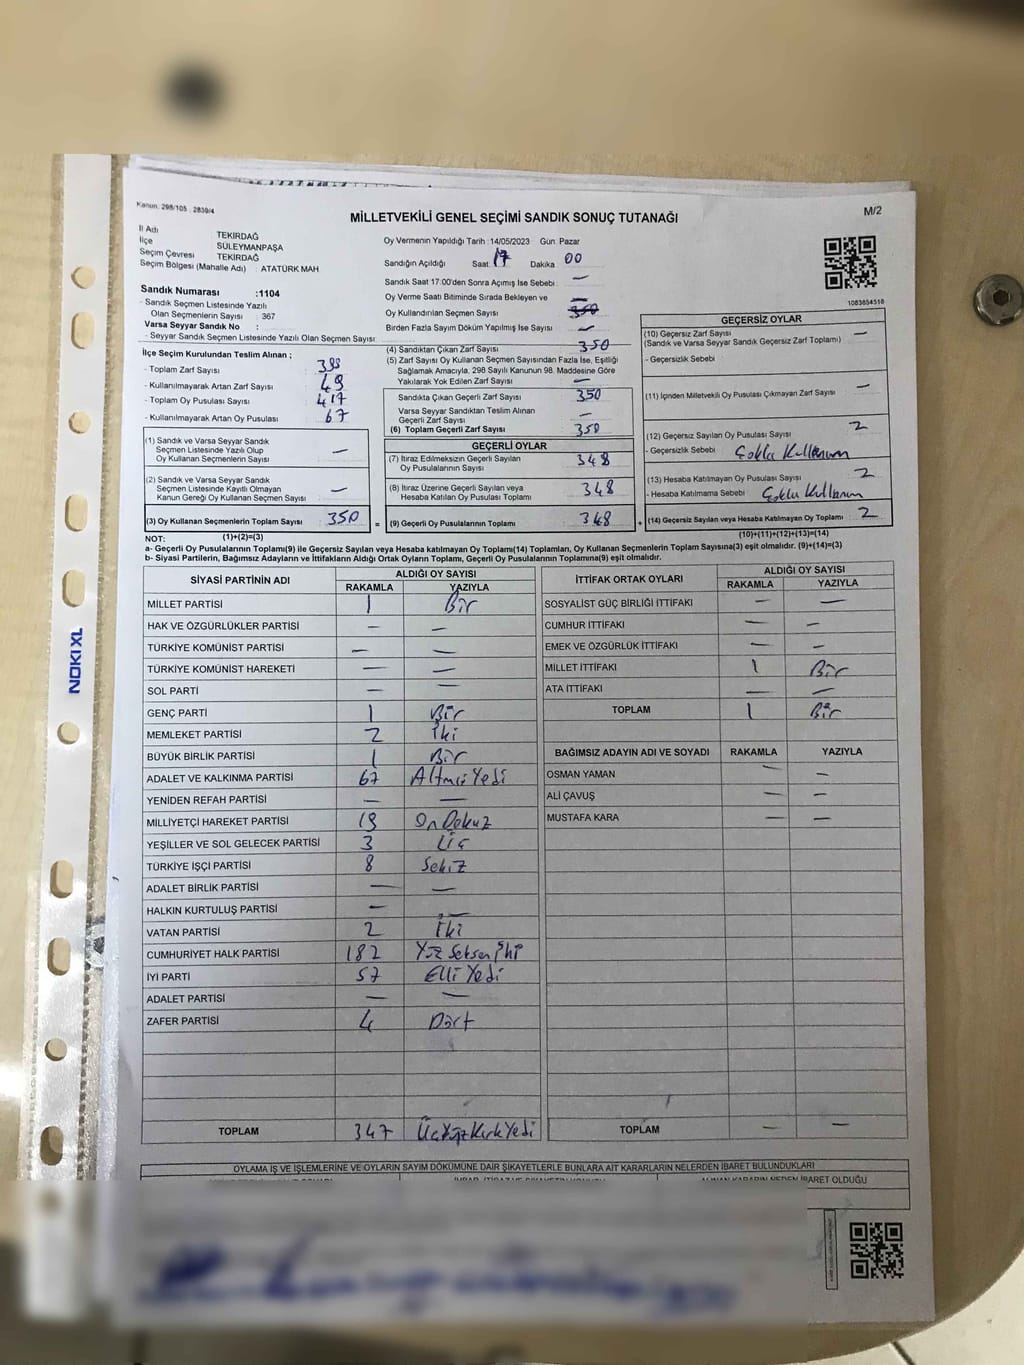 Kanun. 298/105 . 2839/4
M/2
MİLLETVEKİLİ GENEL SEÇİMİ SANDIK SONUÇ TUTANAĞI
İl Adı TEKİRDAĞ
İlçe SÜLEYMANPAŞA
Seçim Çevresi TEKİRDAĞ
Seçim Bölgesi (Mahalle Adı) : ATATÜRK MAH
Oy Vermenin Yapıldığı Tarih : 14/05/2023 Gün: Pazar
Sandığın Açıldığı Saat 17 Dakika 00
Sandık Saat 17.00'den Sonra Açımış İse Sebebi : —
Oy Verme Saati Bitiminde Sırada Bekleyen ve —
Oy Kullandırılan Seçmen Sayısı 350
Birden Fazla Sayım Döküm Yapılmış İse Sayısı —
1083654516
Sandık Numarası :1104
- Sandık Seçmen Listesinde Yazılı
Olan Seçmenlerin Sayısı : 367
Varsa Seyyar Sandık No :
- Seyyar Sandık Seçmen Listesinde Yazılı Olan Seçmen Sayısı
İlçe Seçim Kurulundan Teslim Alınan ;
- Toplam Zarf Sayısı
- Kullanılmayarak Artan Zarf Sayısı 49
- Toplam Oy Pusulası Sayısı 417
- Kullanılmayarak Artan Oy Pusulası 67
(1) Sandık ve Varsa Seyyar Sandık
Seçmen Listesinde Yazılı Olup
Oy Kullanan Seçmenlerin Sayısı —
(2) Sandık ve Varsa Seyyar Sandık
Seçmen Listesinde Kayıtlı Olmayan
Kanun Gereği Oy Kullanan Seçmen Sayısı —
(3) Oy Kullanan Seçmenlerin Toplam Sayısı 350 =
(4) Sandıktan Çıkan Zarf Sayısı 350
(5) Zarf Sayısı Oy Kullanan Seçmen Sayısından Fazla İse, Eşitliği
Sağlamak Amacıyla, 298 Sayılı Kanunun 98. Maddesine Göre
Yakılarak Yok Edilen Zarf Sayısı —
Sandıkta Çıkan Geçerli Zarf Sayısı 350
Varsa Seyyar Sandıktan Teslim Alınan
Geçerli Zarf Sayısı —
(6) Toplam Geçerli Zarf Sayısı 350
GEÇERLİ OYLAR
(7) İtiraz Edilmeksizin Geçerli Sayılan
Oy Pusulalarının Sayısı 348
(8) İtiraz Üzerine Geçerli Sayılan veya
Hesaba Katılan Oy Pusulası Toplamı 348
(9) Geçerli Oy Pusulalarının Toplamı 348 +
GEÇERSİZ OYLAR
(10) Geçersiz Zarf Sayısı —
(Sandık ve Varsa Seyyar Sandık Geçersiz Zarf Toplamı)
- Geçersizlik Sebebi
(11) İçinden Milletvekili Oy Pusulası Çıkmayan Zarf Sayısı —
(12) Geçersiz Sayılan Oy Pusulası Sayısı 2
- Geçersizlik Sebebi Çoklu Kullanım
(13) Hesaba Katılmayan Oy Pusulası Sayısı 2
- Hesaba Katılmama Sebebi Çoklu Kullanım
(14) Geçersiz Sayılan veya Hesaba Katılmayan Oy Toplamı 2
NOT: (1)+(2)=(3) (10)+(11)+(12)+(13)=(14)
a- Geçerli Oy Pusulalarının Toplamı(9) ile Geçersiz Sayılan veya Hesaba katılmayan Oy Toplamı(14) Toplamları, Oy Kullanan Seçmenlerin Toplam Sayısına(3) eşit olmalıdır. (9)+(14)=(3)
b- Siyasi Partilerin, Bağımsız Adayların ve İttifakların Aldığı Ortak Oyların Toplamı, Geçerli Oy Pusulalarının Toplamına(9) eşit olmalıdır.
SİYASİ PARTİNİN ADI ALDIĞI OY SAYISI
RAKAMLA YAZIYLA
MİLLET PARTİSİ 1 Bir
HAK VE ÖZGÜRLÜKLER PARTİSİ — —
TÜRKİYE KOMÜNİST PARTİSİ — —
TÜRKİYE KOMÜNİST HAREKETİ — —
SOL PARTİ — —
GENÇ PARTİ 1 Bir
MEMLEKET PARTİSİ 2 İki
BÜYÜK BİRLİK PARTİSİ 1 Bir
ADALET VE KALKINMA PARTİSİ 67 Altmış Yedi
YENİDEN REFAH PARTİSİ — —
MİLLİYETÇİ HAREKET PARTİSİ 19 On Dokuz
YEŞİLLER VE SOL GELECEK PARTİSİ 3 Üç
TÜRKİYE İŞÇİ PARTİSİ 8 Sekiz
ADALET BİRLİK PARTİSİ — —
HALKIN KURTULUŞ PARTİSİ — —
VATAN PARTİSİ 2 İki
CUMHURİYET HALK PARTİSİ 182 Yüz Seksen İki
İYİ PARTİ 57 Elli Yedi
ADALET PARTİSİ — —
ZAFER PARTİSİ 4 Dört
TOPLAM 347 Üç Yüz Kırk Yedi
İTTİFAK ORTAK OYLARI ALDIĞI OY SAYISI
RAKAMLA YAZIYLA
SOSYALİST GÜÇ BİRLİĞİ İTTİFAKI — —
CUMHUR İTTİFAKI — —
EMEK VE ÖZGÜRLÜK İTTİFAKI — —
MİLLET İTTİFAKI 1 Bir
ATA İTTİFAKI — —
TOPLAM 1 Bir
BAĞIMSIZ ADAYIN ADI VE SOYADI RAKAMLA YAZIYLA
OSMAN YAMAN — —
ALİ ÇAVUŞ — —
MUSTAFA KARA — —
TOPLAM — —
OYLAMA İŞ VE İŞLEMLERİNE VE OYLARIN SAYIM DÖKÜMÜNE DAİR ŞİKAYETLERLE BUNLARA AİT KARARLARIN NELERDEN İBARET BULUNDUKLARI
ALINAN KARARIN NEDEN İBARET OLDUĞU
NOKI XL